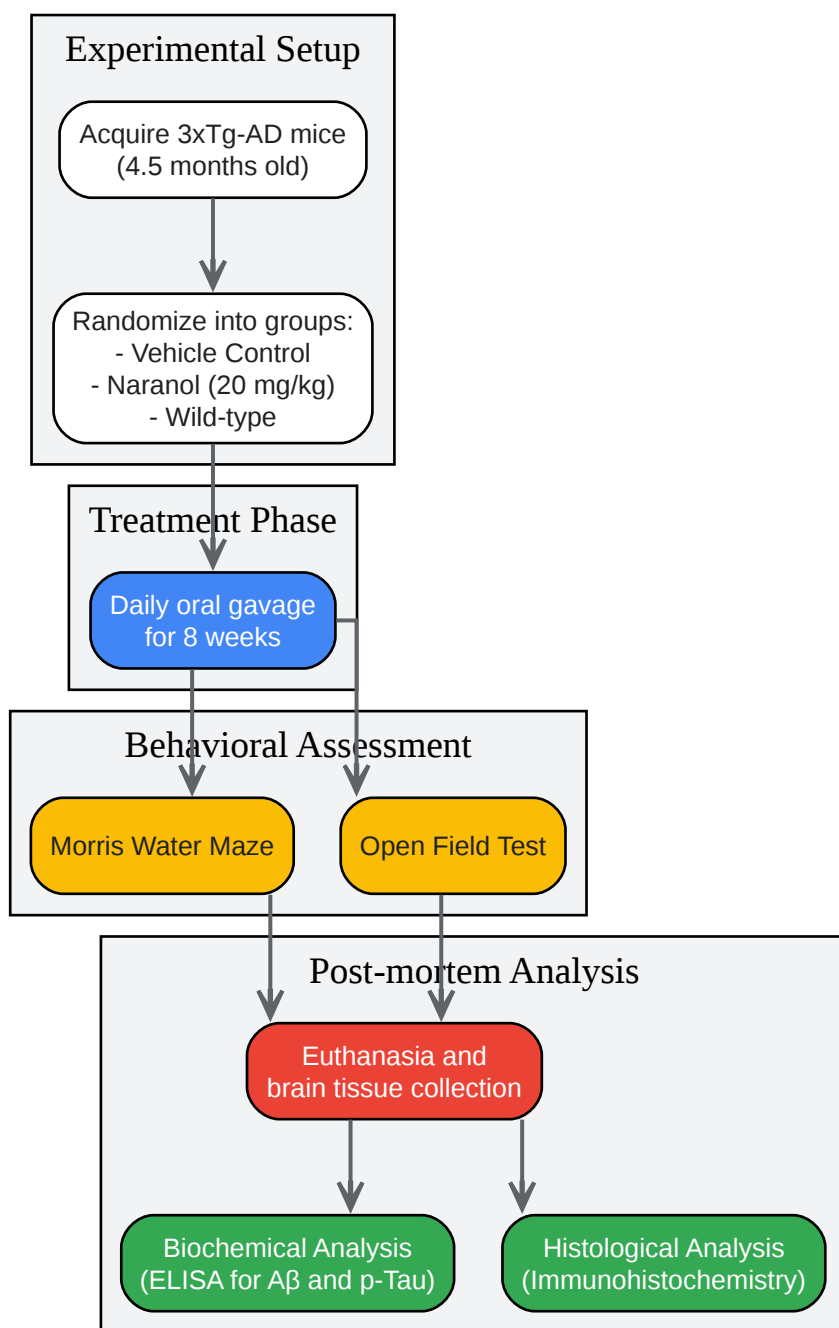 Experimental Setup
Acquire 3xTg-AD mice
(4.5 months old)
Randomize into groups:
- Vehicle Control
- Naranol (20 mg/kg)
- Wild-type
Treatment Phase
Daily oral gavage
for 8 weeks
Behavioral Assessment
Morris Water Maze
Open Field Test
Post-mortem Analysis
Euthanasia and
brain tissue collection
Biochemical Analysis
(ELISA for Aβ and p-Tau)
Histological Analysis
(Immunohistochemistry)